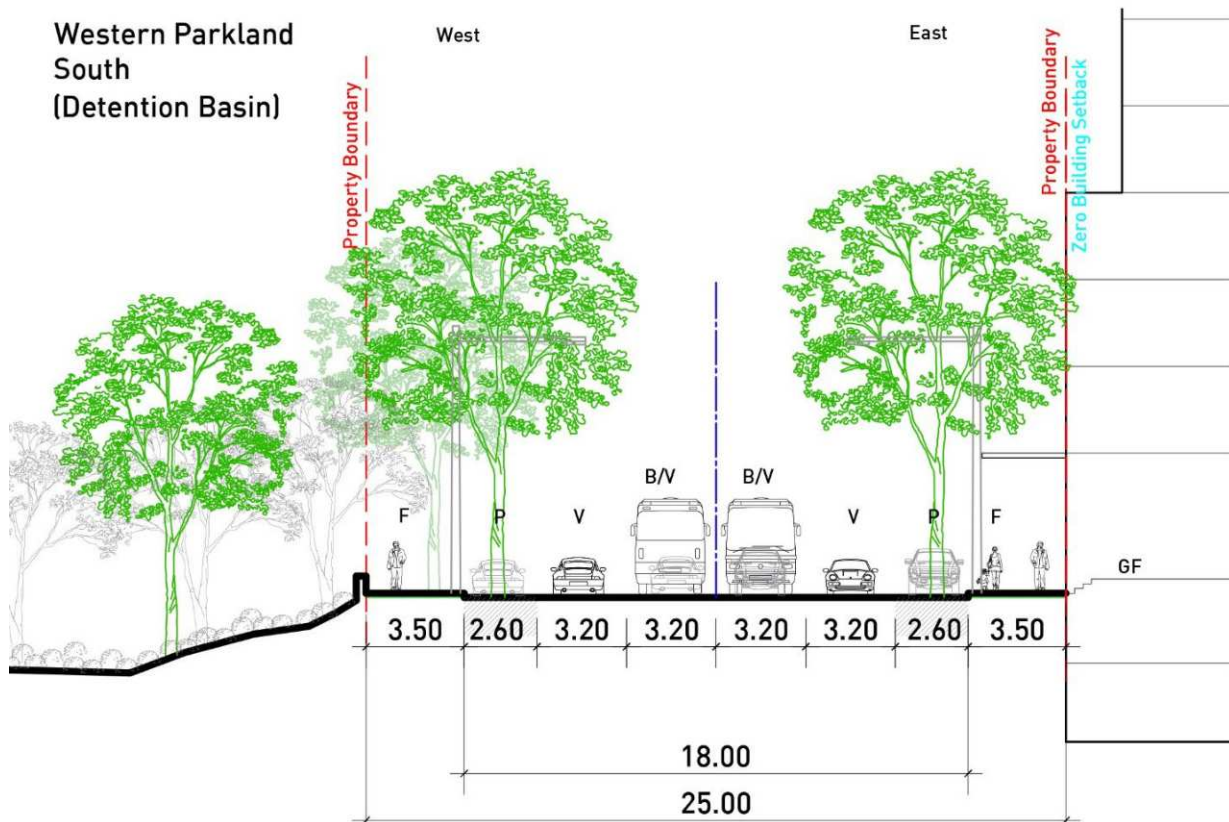 Western Parkland
South
(Detention Basin)
West
East
Property Boundary
Property Boundary
Zero Building Setback
B/V
B/V
F
P
V
V
P
F
GF
3.50
2.60
3.20
3.20
3.20
3.20
2.60
3.50
18.00
25.00